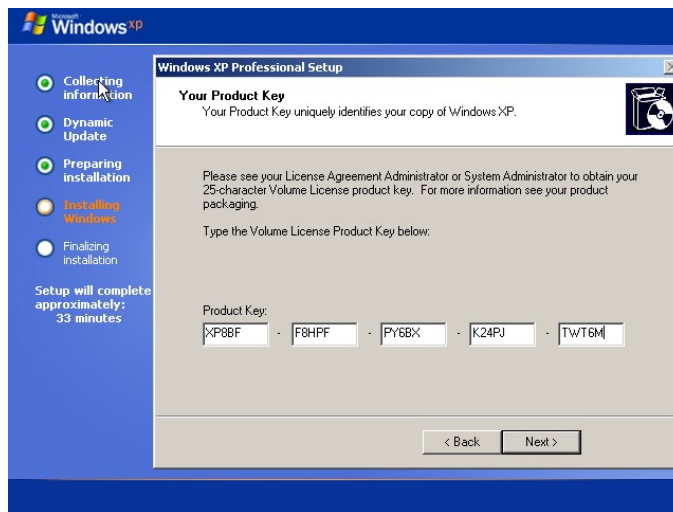 Microsoft
Windows xp
Collecting
information
Dynamic
Update
Preparing
installation
Installing
Windows
Finalizing
installation
Setup will complete
approximately:
33 minutes
Windows XP Professional Setup
Your Product Key
Your Product Key uniquely identifies your copy of Windows XP.
Please see your License Agreement Administrator or System Administrator to obtain your
25-character Volume License product key. For more information see your product
packaging.
Type the Volume License Product Key below:
Product Key:
XP8BF - F8HPF - PY6BX - K24PJ - TWT6M
< Back Next >